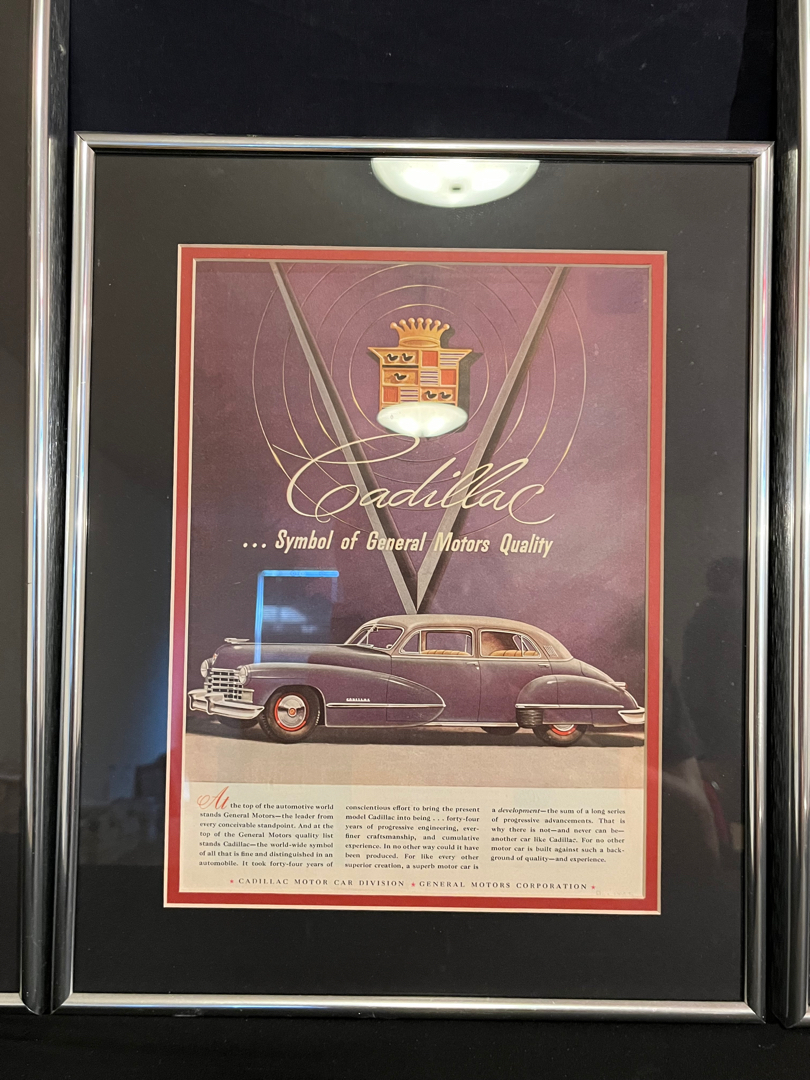 Cadillac
... Symbol of General Motors Quality
CADILLAC
At the top of the automotive world
stands General Motors—the leader from
every conceivable standpoint. And at the
top of the General Motors quality list
stands Cadillac—the world-wide symbol
of all that is fine and distinguished in an
automobile. It took forty-four years of
conscientious effort to bring the present
model Cadillac into being . . . forty-four
years of progressive engineering, ever-
finer craftsmanship, and cumulative
experience. In no other way could it have
been produced. For like every other
superior creation, a superb motor car is
a development—the sum of a long series
of progressive advancements. That is
why there is not—and never can be—
another car like Cadillac. For no other
motor car is built against such a back-
ground of quality—and experience.
★ CADILLAC MOTOR CAR DIVISION ★ GENERAL MOTORS CORPORATION ★